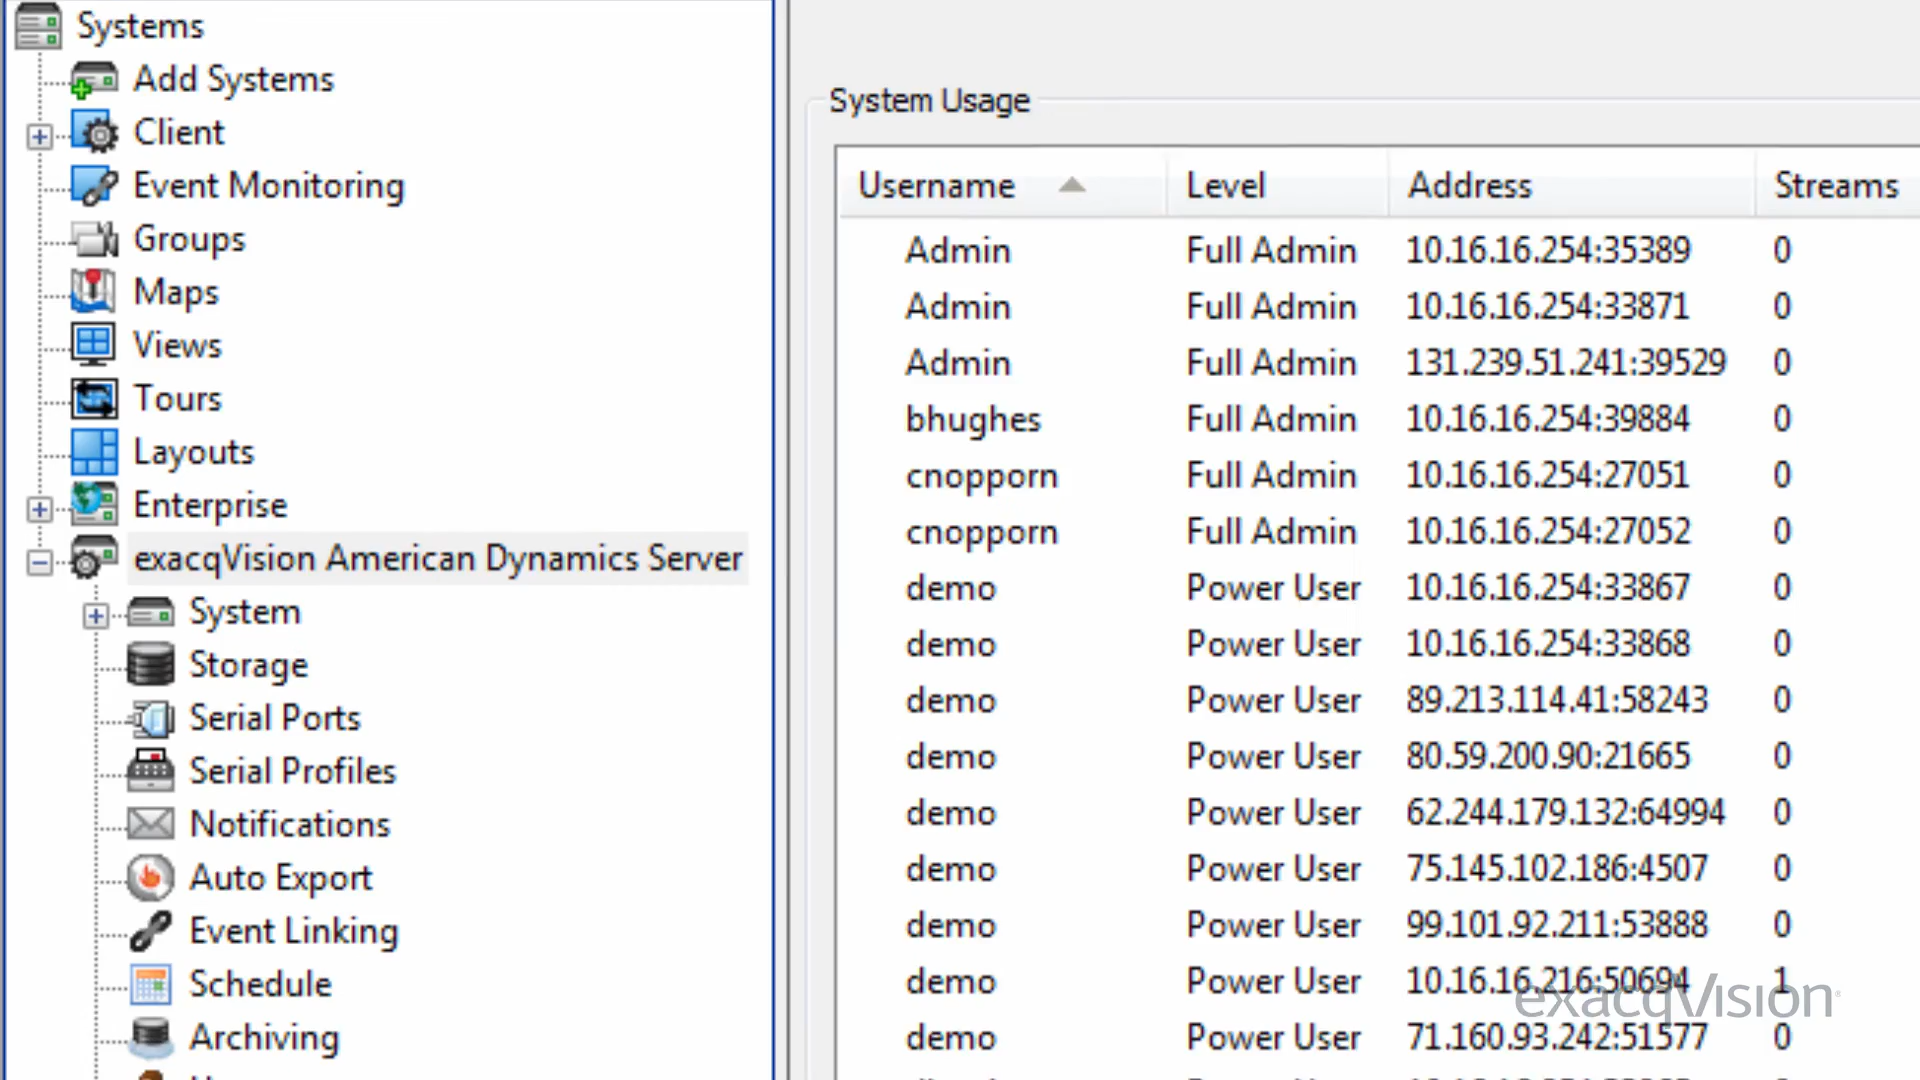 Systems
Add Systems
Client
Event Monitoring
Groups
Maps
Views
Tours
Layouts
Enterprise
exacqVision American Dynamics Server
System
Storage
Serial Ports
Serial Profiles
Notifications
Auto Export
Event Linking
Schedule
Archiving
System Usage
Username Level Address Streams
Admin Full Admin 10.16.16.254:35389 0
Admin Full Admin 10.16.16.254:33871 0
Admin Full Admin 131.239.51.241:39529 0
bhughes Full Admin 10.16.16.254:39884 0
cnopporn Full Admin 10.16.16.254:27051 0
cnopporn Full Admin 10.16.16.254:27052 0
demo Power User 10.16.16.254:33867 0
demo Power User 10.16.16.254:33868 0
demo Power User 89.213.114.41:58243 0
demo Power User 80.59.200.90:21665 0
demo Power User 62.244.179.132:64994 0
demo Power User 75.145.102.186:4507 0
demo Power User 99.101.92.211:53888 0
demo Power User 10.16.16.216:50694 1
demo Power User 71.160.93.242:51577 0
exacqVision